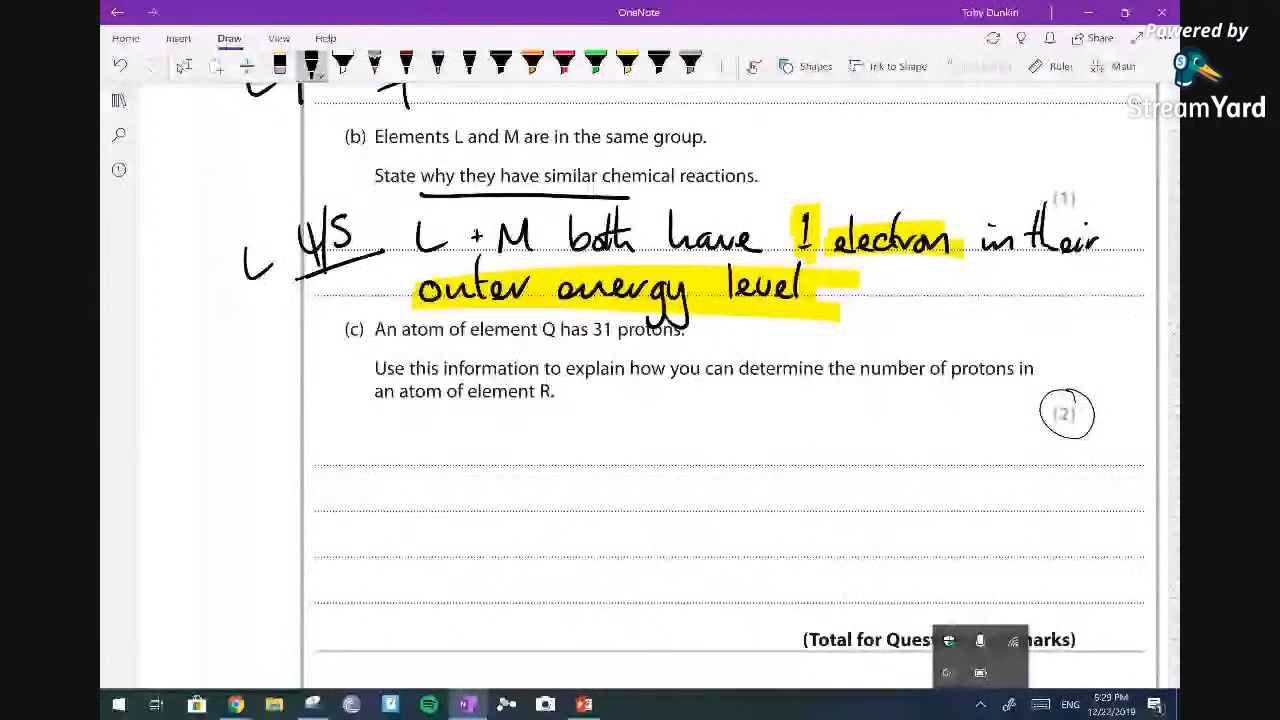 OneNote
Toby Dunkin
Powered by
StreamYard
Home Insert Draw View Help
Share
Shapes Ink to Shape Ruler Math
(b) Elements L and M are in the same group.
State why they have similar chemical reactions.
(1)
L + M both have 1 electron in their
outer energy level
(c) An atom of element Q has 31 protons.
Use this information to explain how you can determine the number of protons in
an atom of element R.
(2)
(Total for marks)
ENG
5:29 PM
12/23/2019